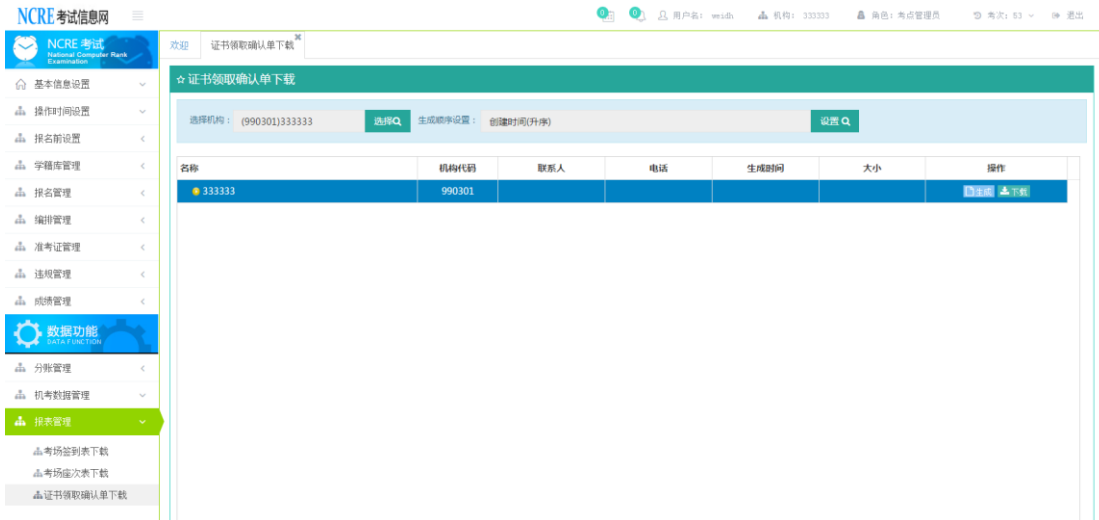 NCRE 考试信息网
0 0 用户名: weidh 机构: 333333 角色: 考点管理员 考次: 53 退出
NCRE 考试
National Computer Rank
Examination
欢迎 证书领取确认单下载
基本信息设置
操作时间设置
报名前设置
学籍库管理
报名管理
编排管理
准考证管理
违规管理
成绩管理
数据功能
DATA FUNCTION
分账管理
机考数据管理
报表管理
考场签到表下载
考场座次表下载
证书领取确认单下载
证书领取确认单下载
选择机构: (990301)333333 选择 生成顺序设置: 创建时间(升序) 设置
名称 机构代码 联系人 电话 生成时间 大小 操作
333333 990301 生成 下载